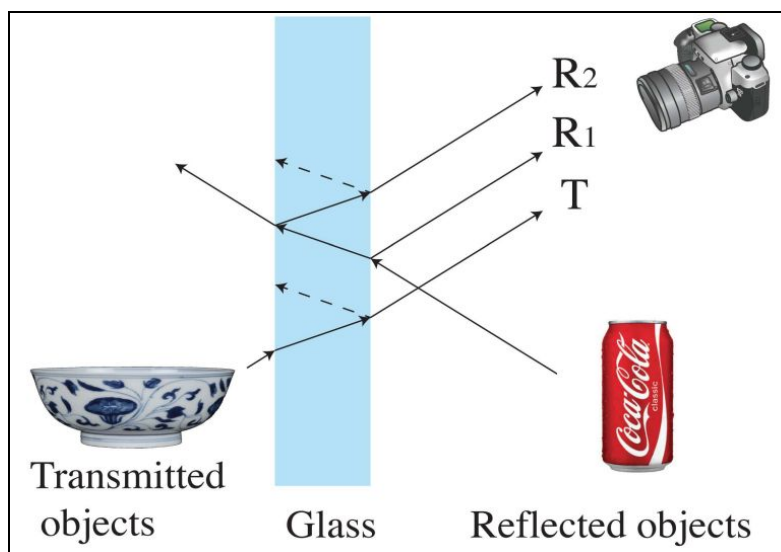 R2
R1
T
Coca-Cola
classic
Transmitted
objects
Glass
Reflected objects